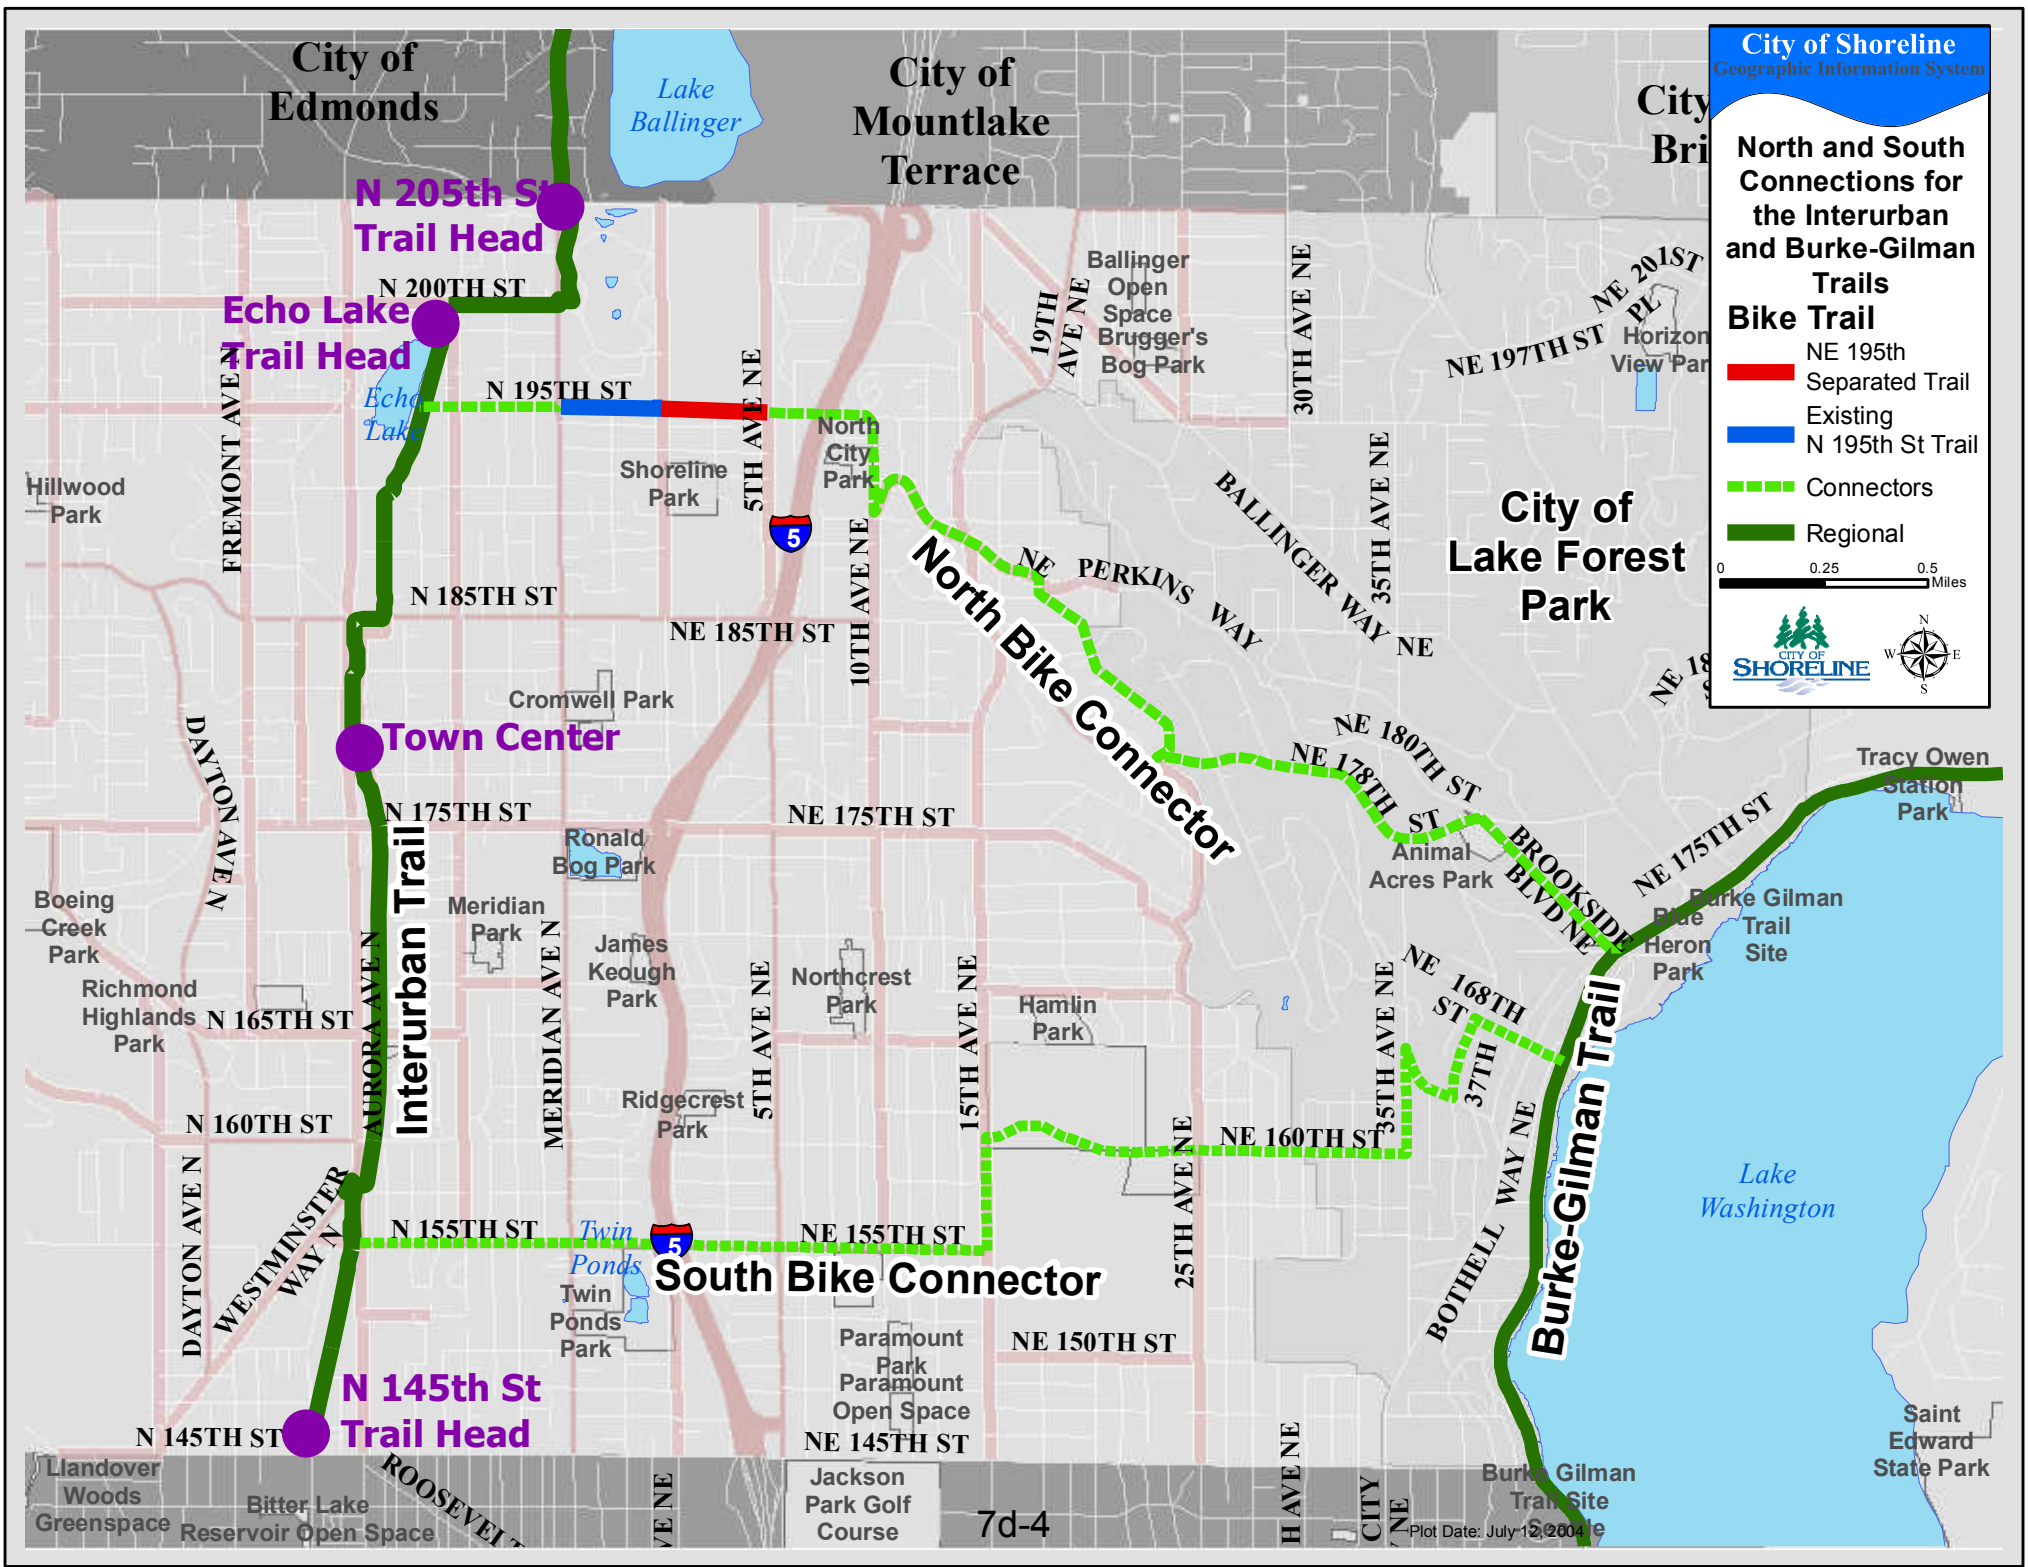 City of
Edmonds
Lake
Ballinger
City of
Mountlake
Terrace
City
Bri
City of Shoreline
Geographic Information System
North and South
Connections for
the Interurban
and Burke-Gilman
Trails
Bike Trail
NE 195th
Separated Trail
Existing
N 195th St Trail
Connectors
Regional
0 0.25 0.5
Miles
CITY OF
SHORELINE
N
W E
S
N 205th St
Trail Head
N 200TH ST
Echo Lake
Trail Head
Echo
Lake
N 195TH ST
FREMONT AVE N
5TH AVE NE
North
City
Park
Shoreline
Park
Hillwood
Park
5
10TH AVE NE
19TH
AVE NE
Ballinger
Open
Space
Brugger's
Bog Park
30TH AVE NE
NE 201ST
PL
NE 197TH ST
Horizon
View Par
35TH AVE NE
BALLINGER WAY NE
City of
Lake Forest
Park
NE PERKINS WAY
North Bike Connector
N 185TH ST
NE 185TH ST
NE 18
Cromwell Park
Town Center
DAYTON AVE N
NE 180TH ST
NE 178TH ST
Tracy Owen
Station
Park
N 175TH ST
NE 175TH ST
NE 175TH ST
Ronald
Bog Park
Animal
Acres Park
BROOKSIDE
BLVD NE
Burke Gilman
Trail
Site
Blue
Heron
Park
Boeing
Creek
Park
Meridian
Park
James
Keough
Park
Northcrest
Park
Interurban Trail
AURORA AVE N
MERIDIAN AVE N
5TH AVE NE
15TH AVE NE
Hamlin
Park
35TH AVE NE
NE 168TH
ST
37TH
Richmond
Highlands
Park
N 165TH ST
Ridgecrest
Park
N 160TH ST
NE 160TH ST
25TH AVE NE
BOTHELL WAY NE
Burke-Gilman Trail
Lake
Washington
DAYTON AVE N
WESTMINSTER
WAY N
N 155TH ST
Twin
Ponds
5
NE 155TH ST
South Bike Connector
Twin
Ponds
Park
Paramount
Park
Paramount
Open Space
NE 150TH ST
N 145th St
Trail Head
N 145TH ST
NE 145TH ST
Saint
Edward
State Park
Llandover
Woods
Greenspace
Bitter Lake
Reservoir Open Space
ROOSEVELT
VE NE
Jackson
Park Golf
Course
7d-4
H AVE NE
CITY
NE
Burke Gilman
Trail Site
Seattle
Plot Date: July 12, 2004